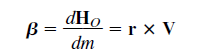 β = dH_O / dm = r × V